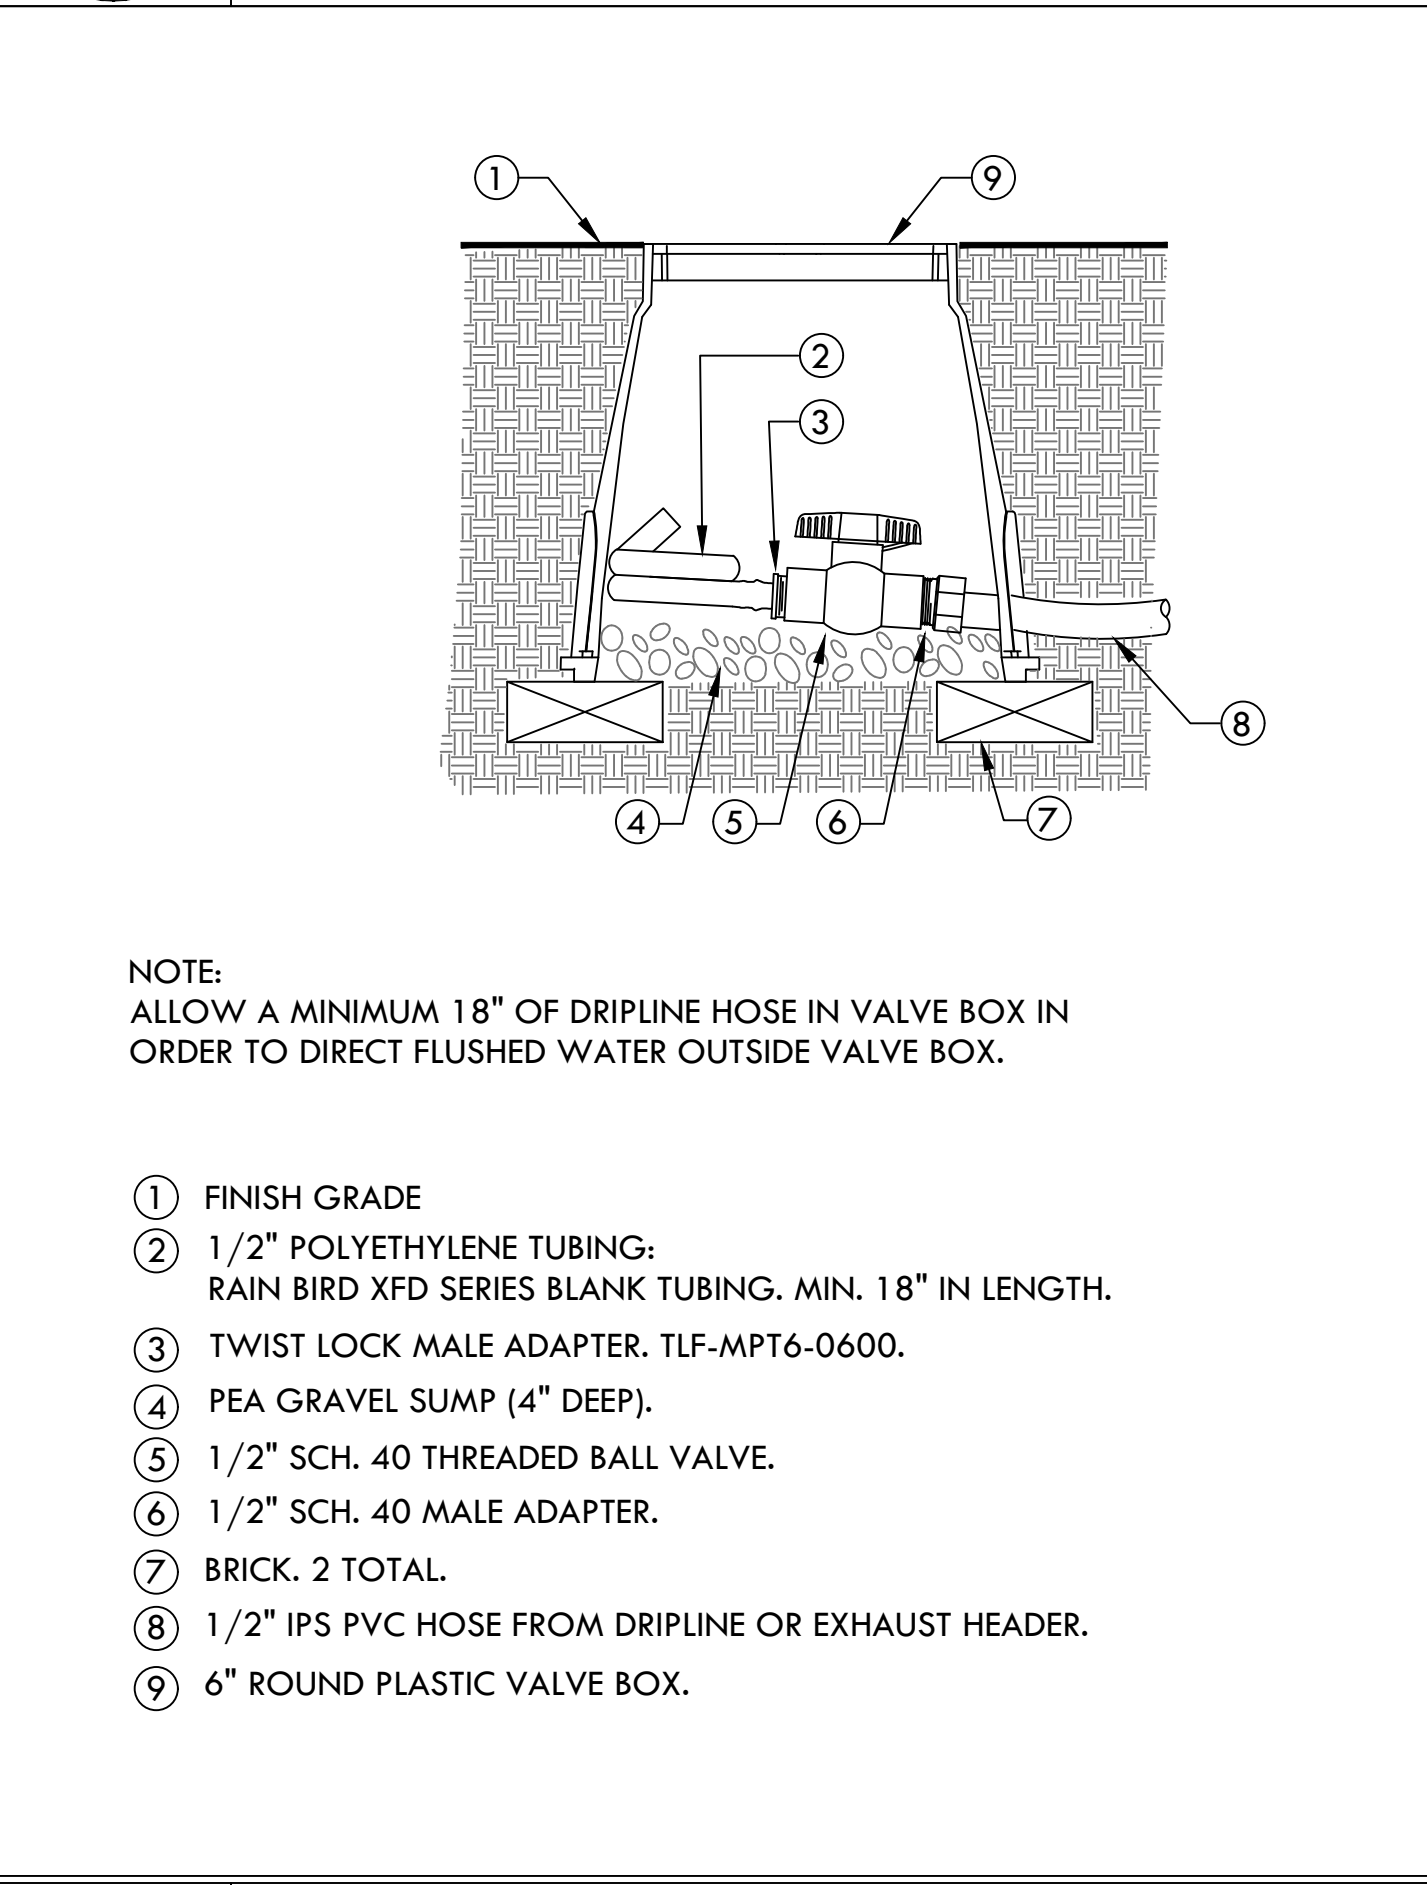 1
9
2
3
8
4
5
6
7
NOTE:
ALLOW A MINIMUM 18" OF DRIPLINE HOSE IN VALVE BOX IN
ORDER TO DIRECT FLUSHED WATER OUTSIDE VALVE BOX.
1 FINISH GRADE
2 1/2" POLYETHYLENE TUBING:
RAIN BIRD XFD SERIES BLANK TUBING. MIN. 18" IN LENGTH.
3 TWIST LOCK MALE ADAPTER. TLF-MPT6-0600.
4 PEA GRAVEL SUMP (4" DEEP).
5 1/2" SCH. 40 THREADED BALL VALVE.
6 1/2" SCH. 40 MALE ADAPTER.
7 BRICK. 2 TOTAL.
8 1/2" IPS PVC HOSE FROM DRIPLINE OR EXHAUST HEADER.
9 6" ROUND PLASTIC VALVE BOX.